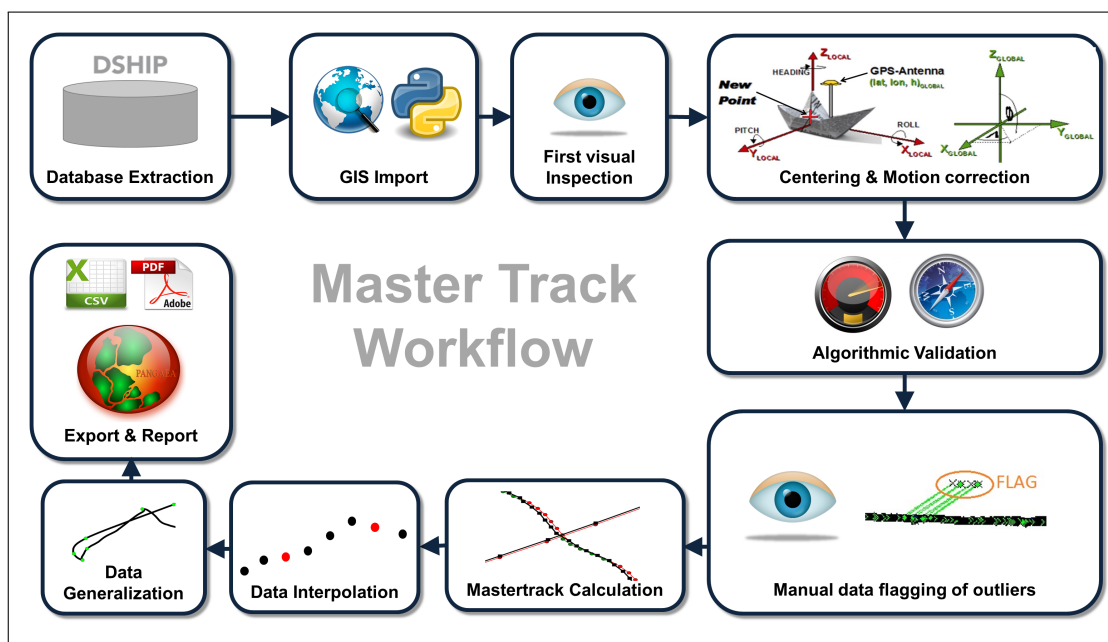 DSHIP
Database Extraction
GIS Import
First visual
Inspection
Z LOCAL
HEADING
GPS-Antenna
(lat, lon, h)GLOBAL
New
Point
PITCH
Y LOCAL
ROLL
X LOCAL
Z GLOBAL
Φ
Λ
Y GLOBAL
X GLOBAL
Centering & Motion correction
Master Track
Workflow
N
Algorithmic Validation
X
CSV
PDF
Adobe
PANGAEA
Export & Report
FLAG
Manual data flagging of outliers
Mastertrack Calculation
Data Interpolation
Data
Generalization